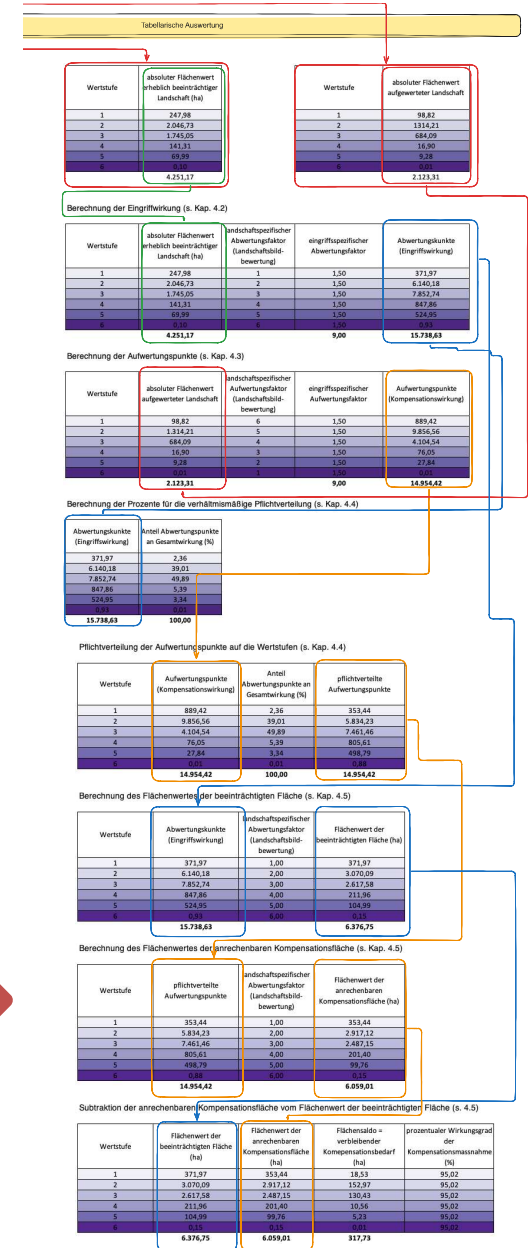 Tabellarische Auswertung
Wertstufe absoluter Flächenwert erheblich beeinträchtiger Landschaft (ha)
1 247,98
2 2.046,73
3 1.745,05
4 141,31
5 69,99
6 0,10
4.251,17
Wertstufe absoluter Flächenwert aufgewerteter Landschaft
1 98,82
2 1314,21
3 684,09
4 16,90
5 9,28
6 0,01
2.123,31
Berechnung der Eingriffwirkung (s. Kap. 4.2)
Wertstufe absoluter Flächenwert erheblich beeinträchtiger Landschaft (ha) landschaftspezifischer Abwertungsfaktor (Landschaftsbild-bewertung) eingriffsspezifischer Abwertungsfaktor Abwertungskunkte (Eingriffwirkung)
1 247,98 1 1,50 371,97
2 2.046,73 2 1,50 6.140,18
3 1.745,05 3 1,50 7.852,74
4 141,31 4 1,50 847,86
5 69,99 5 1,50 524,95
6 0,10 6 1,50 0,93
4.251,17 9,00 15.738,63
Berechnung der Aufwertungspunkte (s. Kap. 4.3)
Wertstufe absoluter Flächenwert aufgewerteter Landschaft landschaftspezifischer Aufwertungsfaktor (Landschaftsbild-bewertung) eingriffsspezifischer Aufwertungsfaktor Aufwertungspunkte (Kompensationswirkung)
1 98,82 6 1,50 889,42
2 1.314,21 5 1,50 9.856,56
3 684,09 4 1,50 4.104,54
4 16,90 3 1,50 76,05
5 9,28 2 1,50 27,84
6 0,01 1 1,50 0,01
2.123,31 9,00 14.954,42
Berechnung der Prozente für die verhältmismäßige Pflichtverteilung (s. Kap. 4.4)
Abwertungskunkte (Eingriffwirkung) Anteil Abwertungspunkte an Gesamtwirkung (%)
371,97 2,36
6.140,18 39,01
7.852,74 49,89
847,86 5,39
524,95 3,34
0,93 0,01
15.738,63 100,00
Pflichtverteilung der Aufwertungspunkte auf die Wertstufen (s. Kap. 4.4)
Wertstufe Aufwertungspunkte (Kompensationswirkung) Anteil Abwertungspunkte an Gesamtwirkung (%) pflichtverteilte Aufwertungspunkte
1 889,42 2,36 353,44
2 9.856,56 39,01 5.834,23
3 4.104,54 49,89 7.461,46
4 76,05 5,39 805,61
5 27,84 3,34 498,79
6 0,01 0,01 0,88
14.954,42 100,00 14.954,42
Berechnung des Flächenwertes der beeinträchtigten Fläche (s. Kap. 4.5)
Wertstufe Abwertungskunkte (Eingriffwirkung) landschaftspezifischer Abwertungsfaktor (Landschaftsbild-bewertung) Flächenwert der beeinträchtigten Fläche (ha)
1 371,97 1,00 371,97
2 6.140,18 2,00 3.070,09
3 7.852,74 3,00 2.617,58
4 847,86 4,00 211,96
5 524,95 5,00 104,99
6 0,93 6,00 0,15
15.738,63 6.376,75
Berechnung des Flächenwertes der anrechenbaren Kompensationsfläche (s. Kap. 4.5)
Wertstufe pflichtverteilte Aufwertungspunkte landschaftspezifischer Abwertungsfaktor (Landschaftsbild-bewertung) Flächenwert der anrechenbaren Kompensationsfläche (ha)
1 353,44 1,00 353,44
2 5.834,23 2,00 2.917,12
3 7.461,46 3,00 2.487,15
4 805,61 4,00 201,40
5 498,79 5,00 99,76
6 0,88 6,00 0,15
14.954,42 6.059,01
Subtraktion der anrechenbaren Kompensationsfläche vom Flächenwert der beeinträchtigten Fläche (s. 4.5)
Wertstufe Flächenwert der beeinträchtigten Fläche (ha) Flächenwert der anrechenbaren Kompensationsfläche (ha) Flächensaldo = verbleibender Komepensationsbedarf (ha) prozentualer Wirkungsgrad der Kompensationsmassnahme (%)
1 371,97 353,44 18,53 95,02
2 3.070,09 2.917,12 152,97 95,02
3 2.617,58 2.487,15 130,43 95,02
4 211,96 201,40 10,56 95,02
5 104,99 99,76 5,23 95,02
6 0,15 0,15 0,01 95,02
6.376,75 6.059,01 317,73